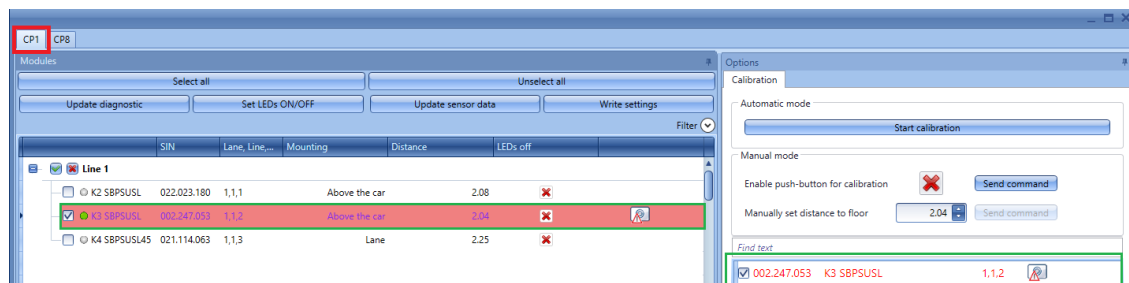 CP1 CP8
Modules
Select all Unselect all
Update diagnostic Set LEDs ON/OFF Update sensor data Write settings
Filter
SIN Lane, Line,... Mounting Distance LEDs off
Line 1
K2 SBPSUSL 022.023.180 1,1,1 Above the car 2.08
K3 SBPSUSL 002.247.053 1,1,2 Above the car 2.04
K4 SBPSUSL45 021.114.063 1,1,3 Lane 2.25
Options
Calibration
Automatic mode
Start calibration
Manual mode
Enable push-button for calibration Send command
Manually set distance to floor 2.04 Send command
Find text
002.247.053 K3 SBPSUSL 1,1,2